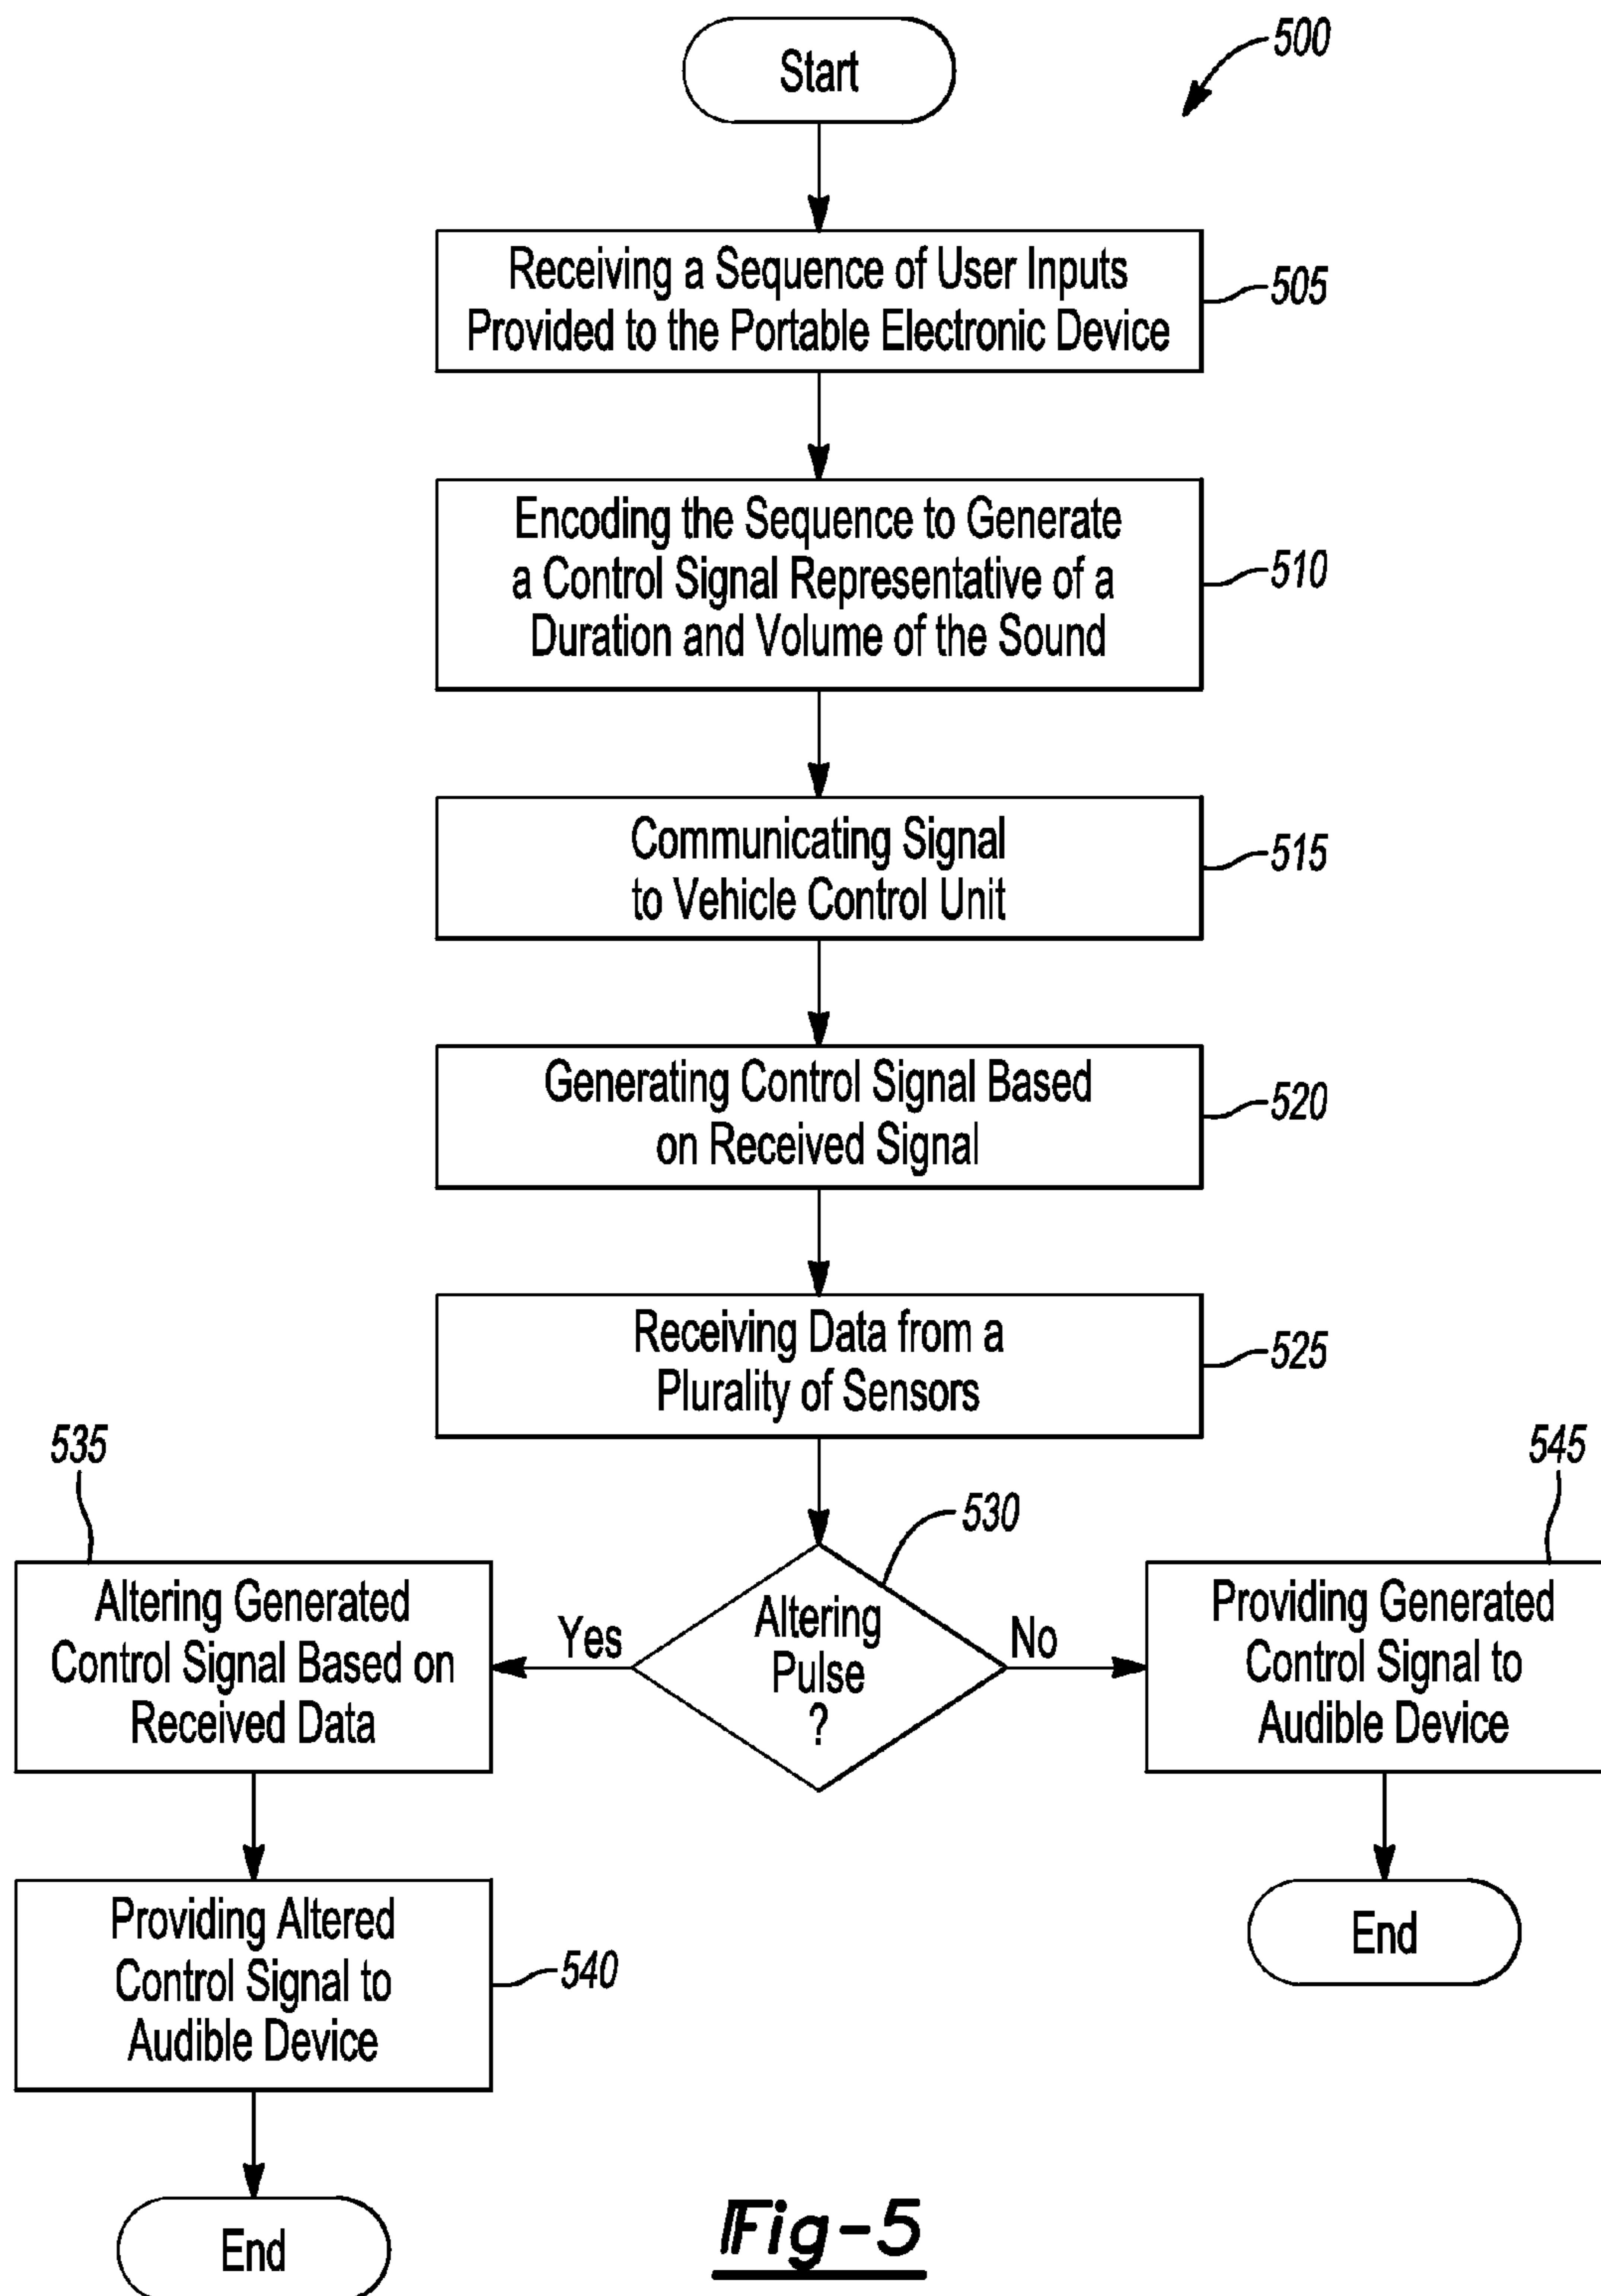 Start
500
Receiving a Sequence of User Inputs
Provided to the Portable Electronic Device
505
Encoding the Sequence to Generate
a Control Signal Representative of a
Duration and Volume of the Sound
510
Communicating Signal
to Vehicle Control Unit
515
Generating Control Signal Based
on Received Signal
520
Receiving Data from a
Plurality of Sensors
525
530
Altering
Pulse
?
Yes
No
535
Altering Generated
Control Signal Based on
Received Data
545
Providing Generated
Control Signal to
Audible Device
Providing Altered
Control Signal to
Audible Device
540
End
End
Fig-5